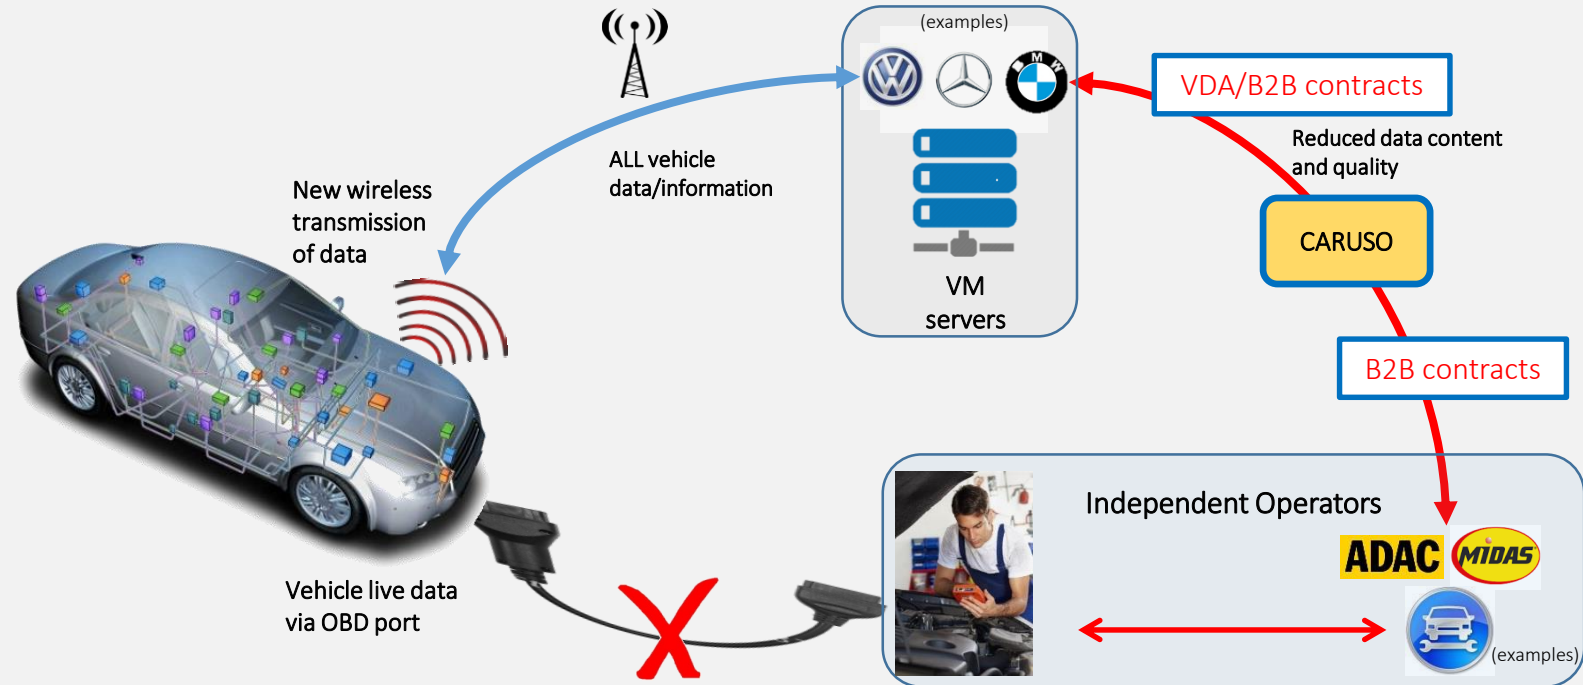 (examples)
BMW
VDA/B2B contracts
Reduced data content
and quality
ALL vehicle
data/information
New wireless
transmission
of data
CARUSO
VM
servers
B2B contracts
Independent Operators
ADAC
MIDAS
Vehicle live data
via OBD port
X
(examples)